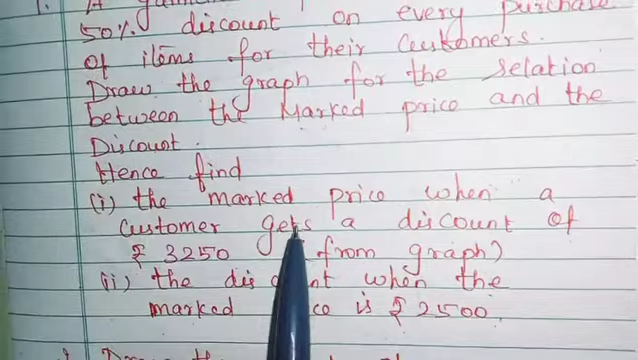 1. A
50% discount on every purchase
of items for their Customers.
Draw the graph for the relation
between the Marked price and the
Discount.
Hence find
(i) the marked price when a
Customer gets a discount of
₹ 3250 from graph)
(ii) the when the
marked is ₹ 2500.